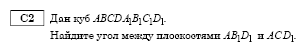 C2 Дан куб ABCDA₁B₁C₁D₁.
Найдите угол между плоскостями AB₁D₁ и ACD₁.